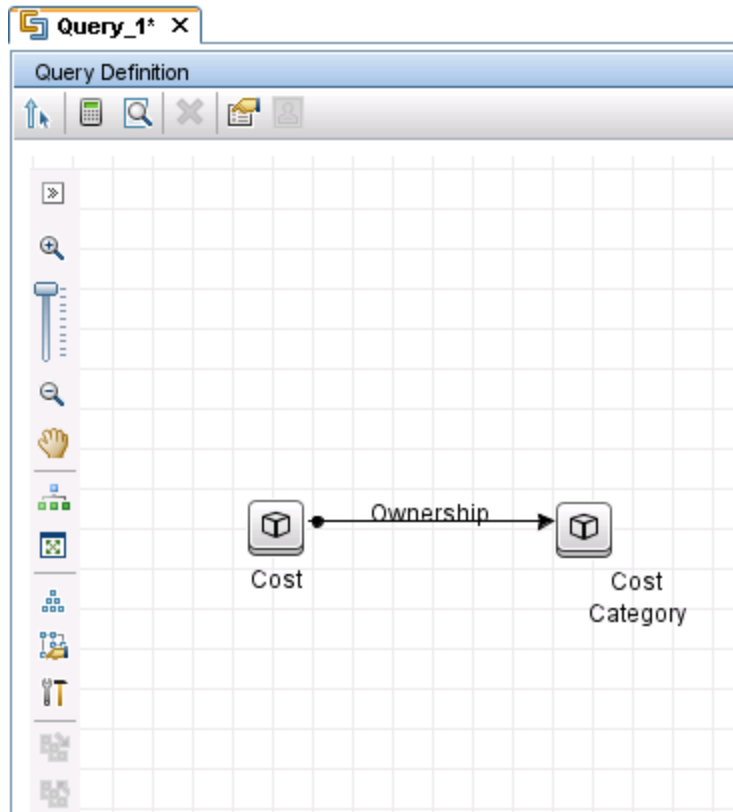 Query_1* X
Query Definition
Ownership
Cost
Cost
Category